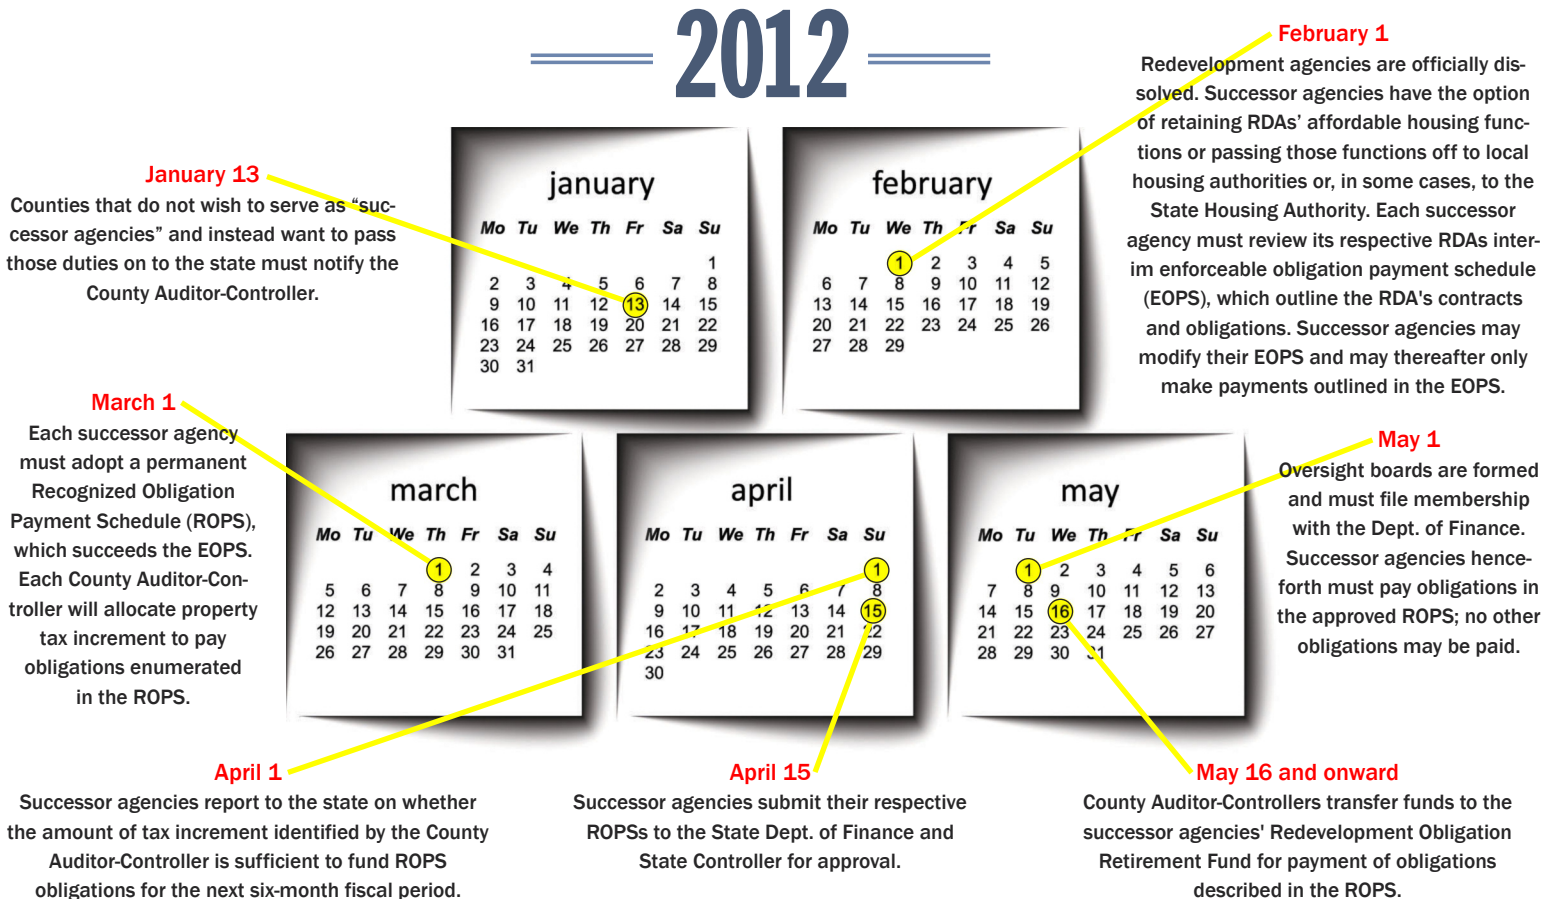 2012
January 13
Counties that do not wish to serve as “suc-
cessor agencies” and instead want to pass
those duties on to the state must notify the
County Auditor-Controller.
january
Mo Tu We Th Fr Sa Su
1
2 3 4 5 6 7 8
9 10 11 12 13 14 15
16 17 18 19 20 21 22
23 24 25 26 27 28 29
30 31
february
Mo Tu We Th Fr Sa Su
1 2 3 4 5
6 7 8 9 10 11 12
13 14 15 16 17 18 19
20 21 22 23 24 25 26
27 28 29
February 1
Redevelopment agencies are officially dis-
solved. Successor agencies have the option
of retaining RDAs’ affordable housing func-
tions or passing those functions off to local
housing authorities or, in some cases, to the
State Housing Authority. Each successor
agency must review its respective RDAs inter-
im enforceable obligation payment schedule
(EOPS), which outline the RDA's contracts
and obligations. Successor agencies may
modify their EOPS and may thereafter only
make payments outlined in the EOPS.
March 1
Each successor agency
must adopt a permanent
Recognized Obligation
Payment Schedule (ROPS),
which succeeds the EOPS.
Each County Auditor-Con-
troller will allocate property
tax increment to pay
obligations enumerated
in the ROPS.
march
Mo Tu We Th Fr Sa Su
1 2 3 4
5 6 7 8 9 10 11
12 13 14 15 16 17 18
19 20 21 22 23 24 25
26 27 28 29 30 31
april
Mo Tu We Th Fr Sa Su
1
2 3 4 5 6 7 8
9 10 11 12 13 14 15
16 17 18 19 20 21 22
23 24 25 26 27 28 29
30
may
Mo Tu We Th Fr Sa Su
1 2 3 4 5 6
7 8 9 10 11 12 13
14 15 16 17 18 19 20
21 22 23 24 25 26 27
28 29 30 31
May 1
Oversight boards are formed
and must file membership
with the Dept. of Finance.
Successor agencies hence-
forth must pay obligations in
the approved ROPS; no other
obligations may be paid.
April 1
Successor agencies report to the state on whether
the amount of tax increment identified by the County
Auditor-Controller is sufficient to fund ROPS
obligations for the next six-month fiscal period.
April 15
Successor agencies submit their respective
ROPSs to the State Dept. of Finance and
State Controller for approval.
May 16 and onward
County Auditor-Controllers transfer funds to the
successor agencies' Redevelopment Obligation
Retirement Fund for payment of obligations
described in the ROPS.